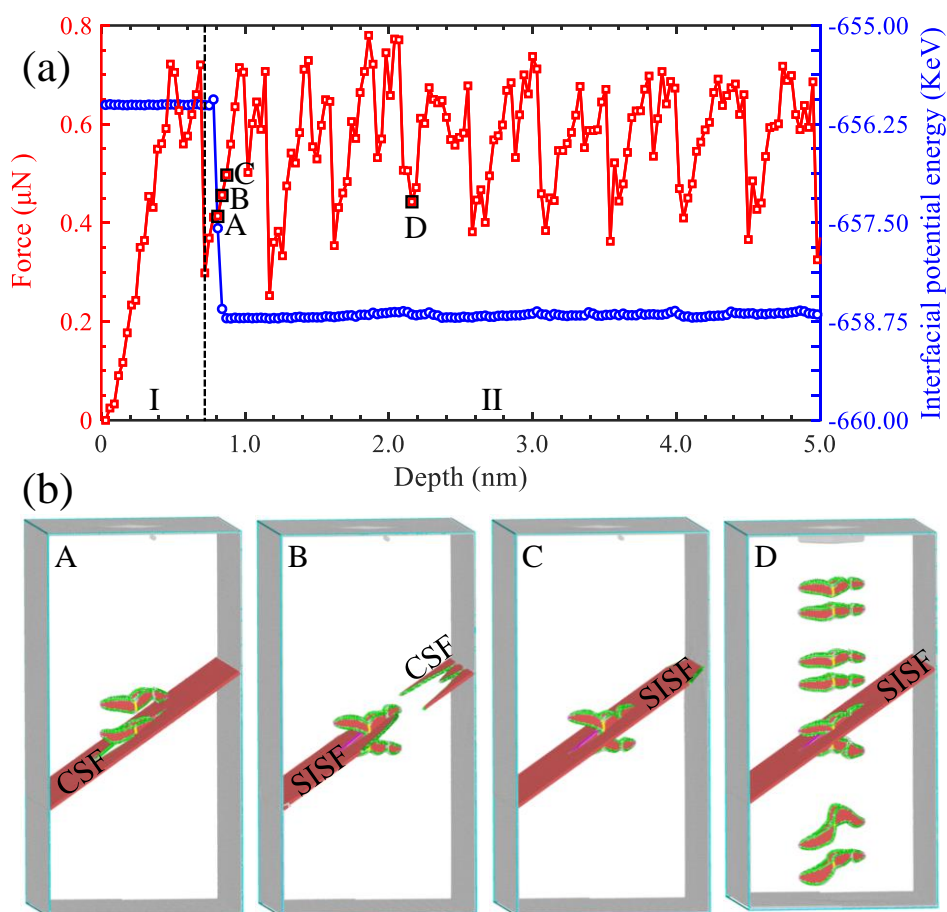 (a)
0.8
0.6
0.4
0.2
0
Force (μN )
-655.00
-656.25
-657.50
-658.75
-660.00
Interfacial potential energy (KeV)
C
B
A
D
I
II
0
1.0
2.0
3.0
4.0
5.0
Depth (nm)
(b)
A
CSF
B
CSF
SISF
C
SISF
D
SISF